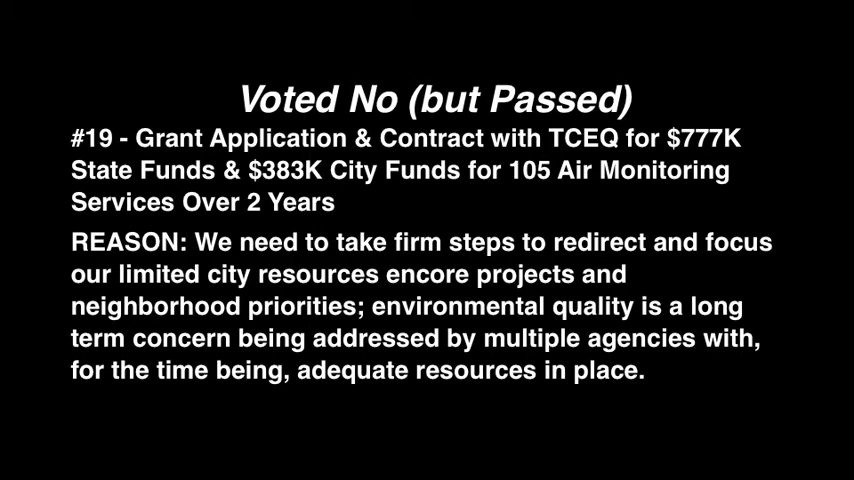 Voted No (but Passed)
#19 - Grant Application & Contract with TCEQ for $777K
State Funds & $383K City Funds for 105 Air Monitoring
Services Over 2 Years
REASON: We need to take firm steps to redirect and focus
our limited city resources encore projects and
neighborhood priorities; environmental quality is a long
term concern being addressed by multiple agencies with,
for the time being, adequate resources in place.